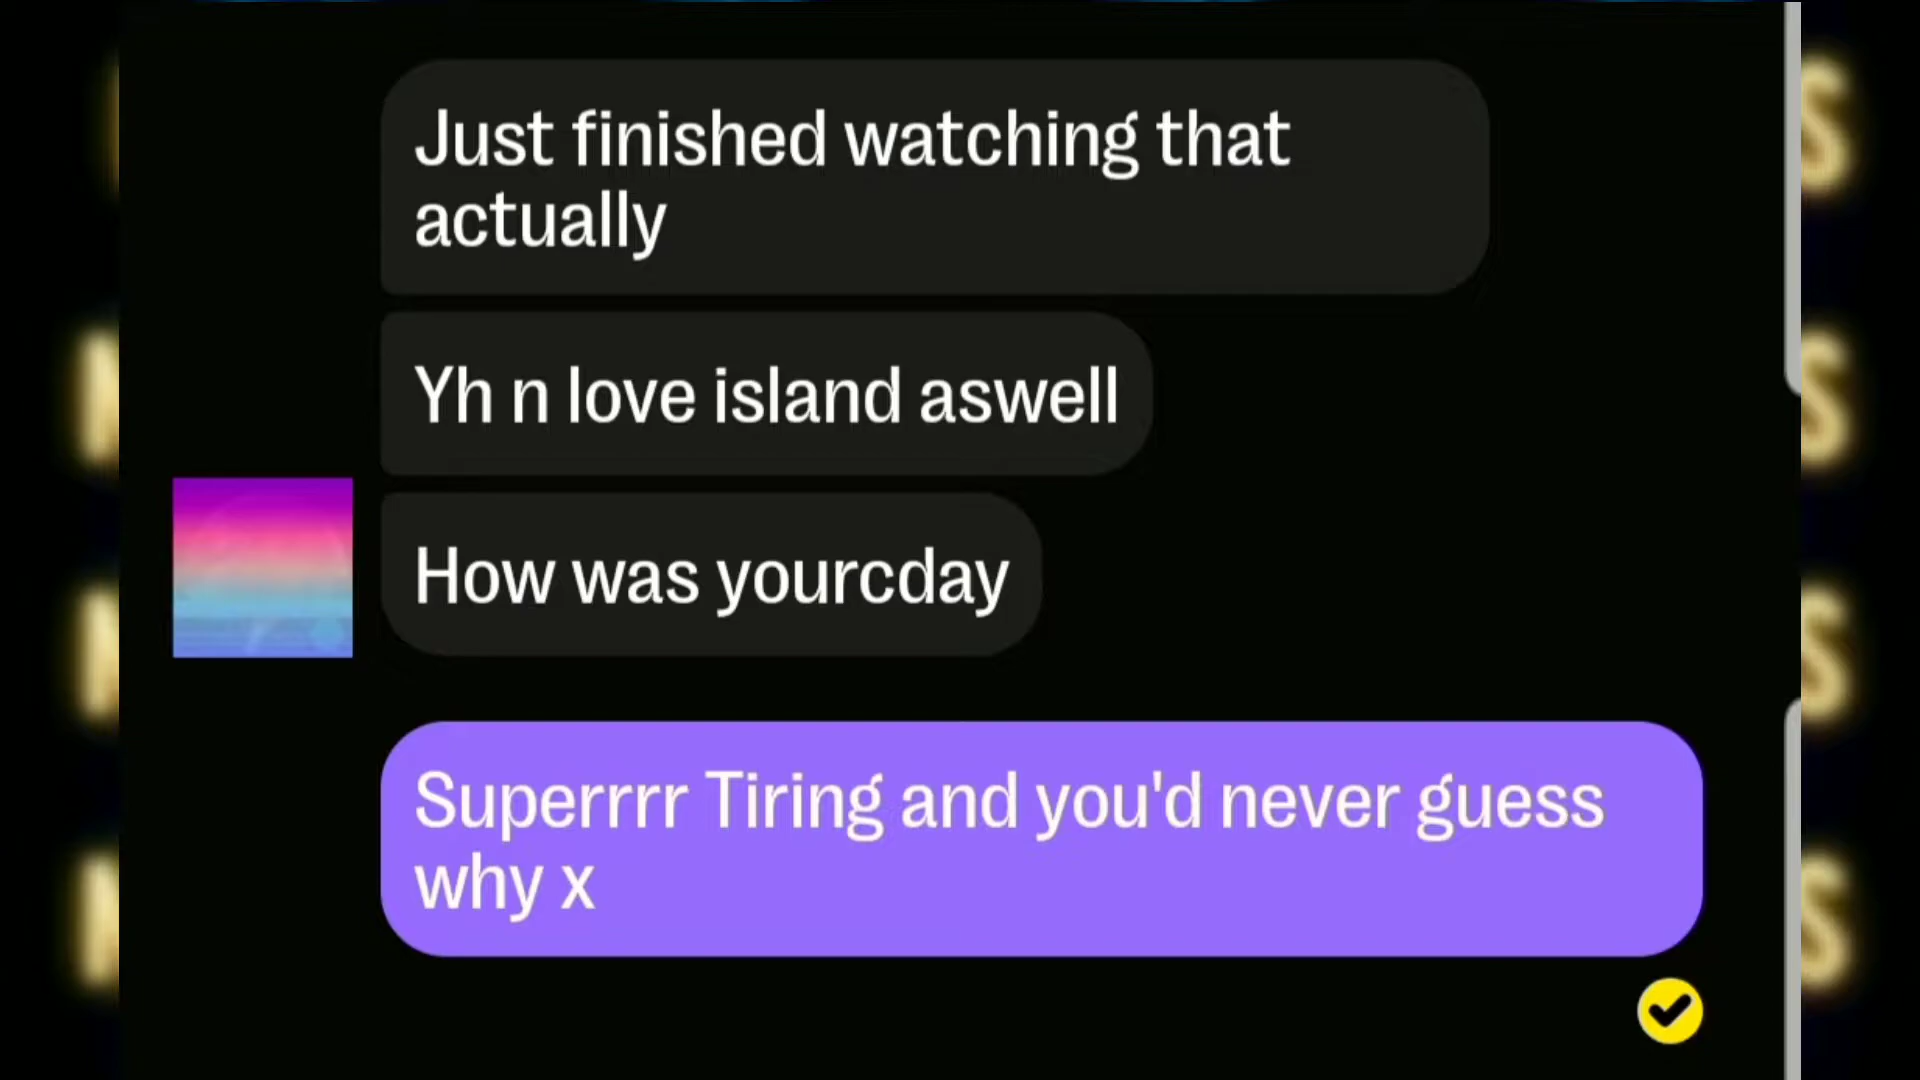 Just finished watching that
actually
Yh n love island aswell
How was yourcday
Superrrr Tiring and you'd never guess
why x